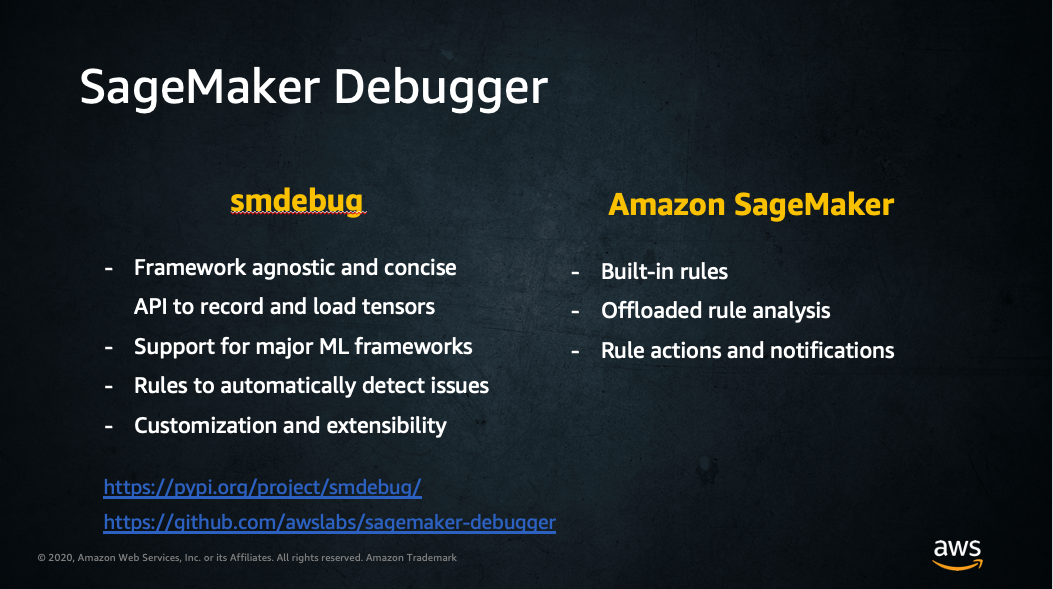 SageMaker Debugger
smdebug
- Framework agnostic and concise
API to record and load tensors
- Support for major ML frameworks
- Rules to automatically detect issues
- Customization and extensibility
https://pypi.org/project/smdebug/
https://github.com/awslabs/sagemaker-debugger
Amazon SageMaker
- Built-in rules
- Offloaded rule analysis
- Rule actions and notifications
© 2020, Amazon Web Services, Inc. or its Affiliates. All rights reserved. Amazon Trademark
aws